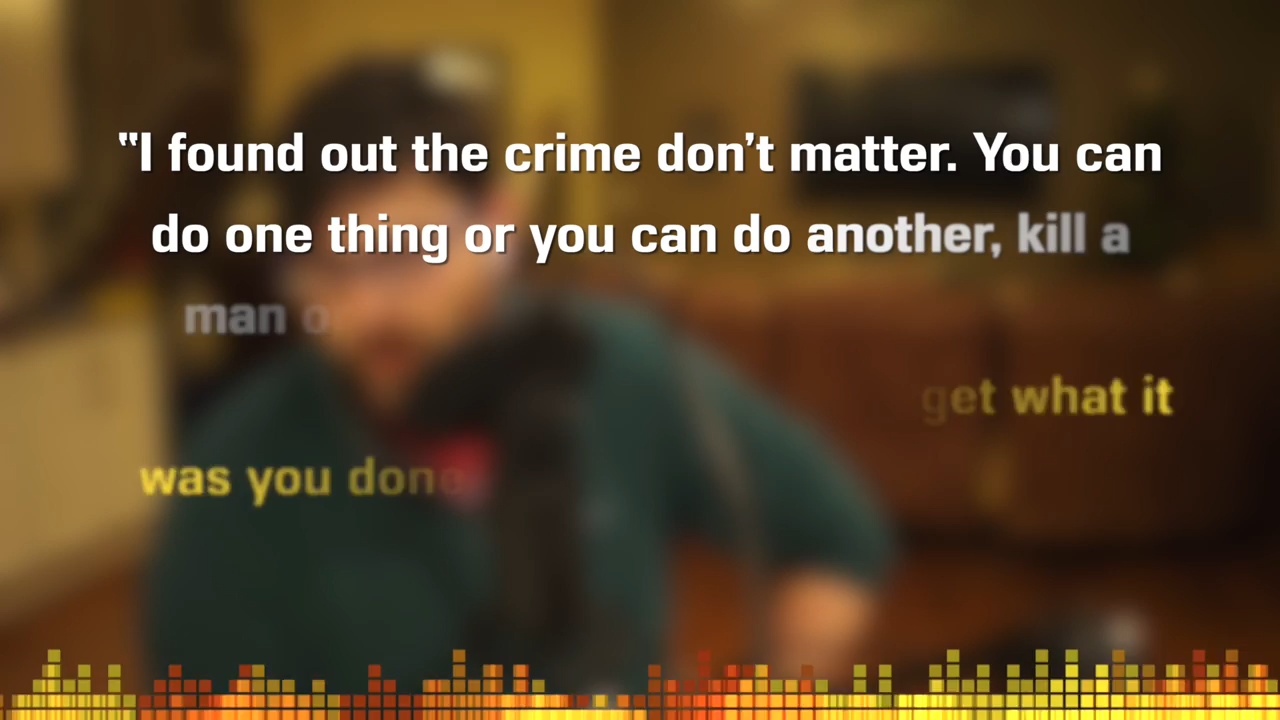 “I found out the crime don’t matter. You can
do one thing or you can do another, kill a
man o
get what it
was you done